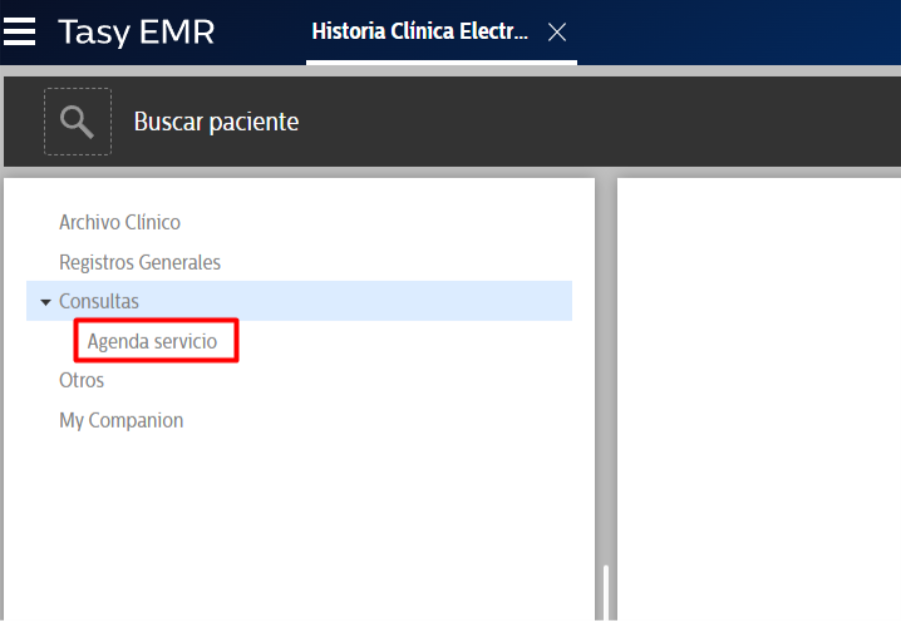 Tasy EMR
Historia Clínica Electr...
Buscar paciente
Archivo Clínico
Registros Generales
Consultas
Agenda servicio
Otros
My Companion